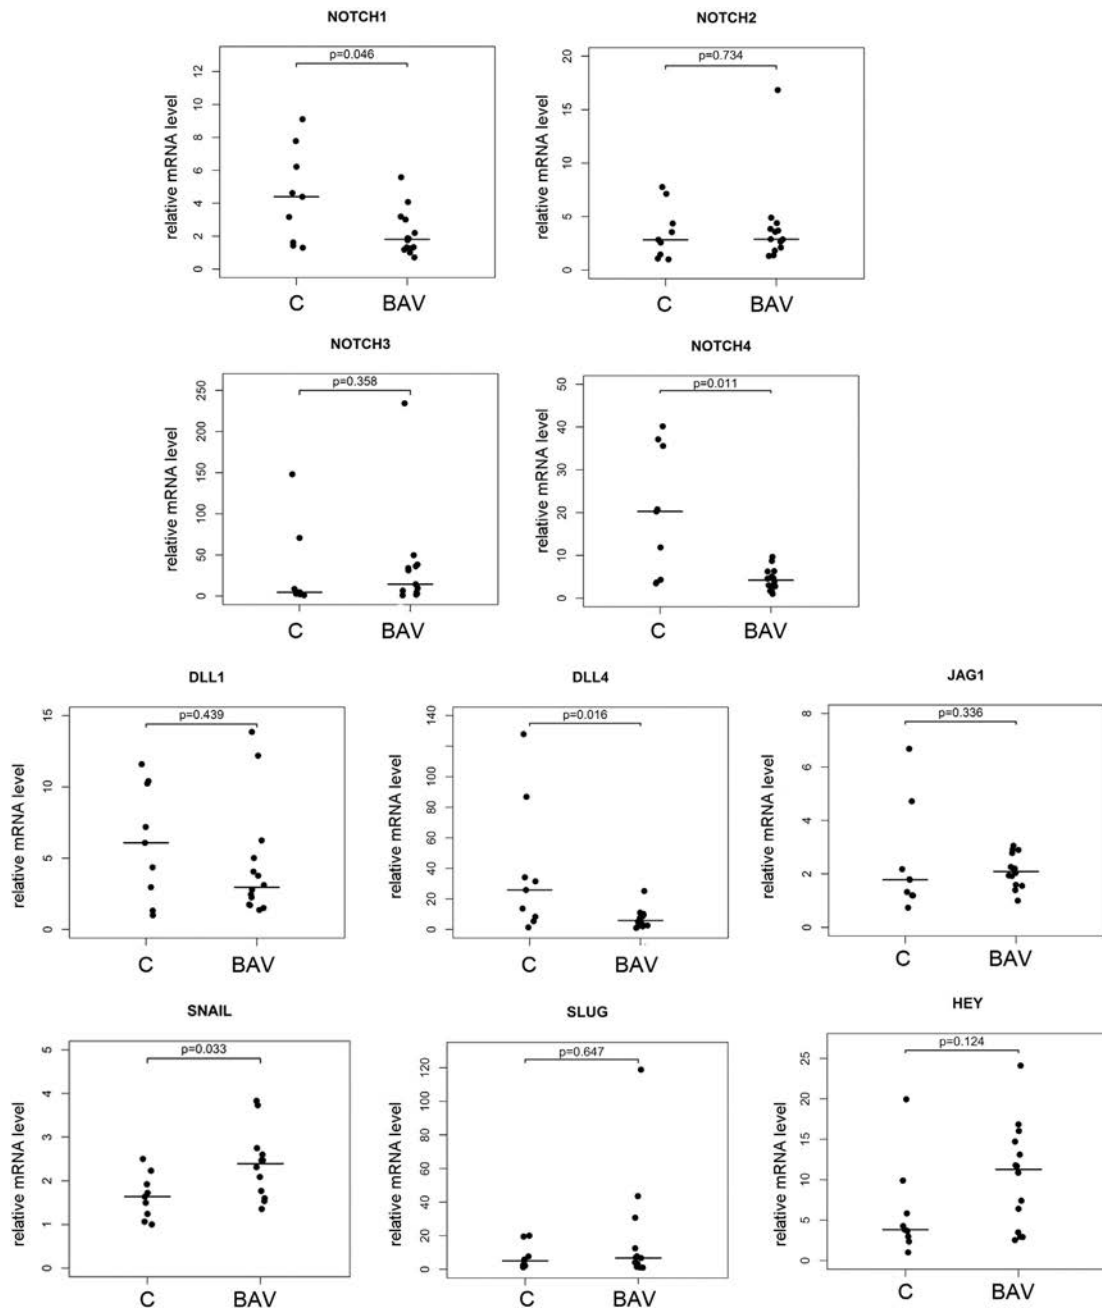 NOTCH1
relative mRNA level
12
10
8
6
4
2
0
p=0.046
C BAV
NOTCH2
relative mRNA level
20
15
10
5
0
p=0.734
C BAV
NOTCH3
relative mRNA level
250
200
150
100
50
0
p=0.358
C BAV
NOTCH4
relative mRNA level
50
40
30
20
10
0
p=0.011
C BAV
DLL1
relative mRNA level
15
10
5
0
p=0.439
C BAV
DLL4
relative mRNA level
140
100
80
60
40
20
0
p=0.016
C BAV
JAG1
relative mRNA level
8
6
4
2
0
p=0.336
C BAV
SNAIL
relative mRNA level
5
4
3
2
1
0
p=0.033
C BAV
SLUG
relative mRNA level
120
100
80
60
40
20
0
p=0.647
C BAV
HEY
relative mRNA level
25
20
15
10
5
0
p=0.124
C BAV